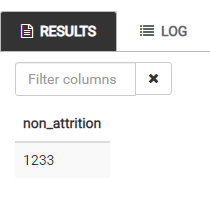 RESULTS
LOG
Filter columns
non_attrition
1233